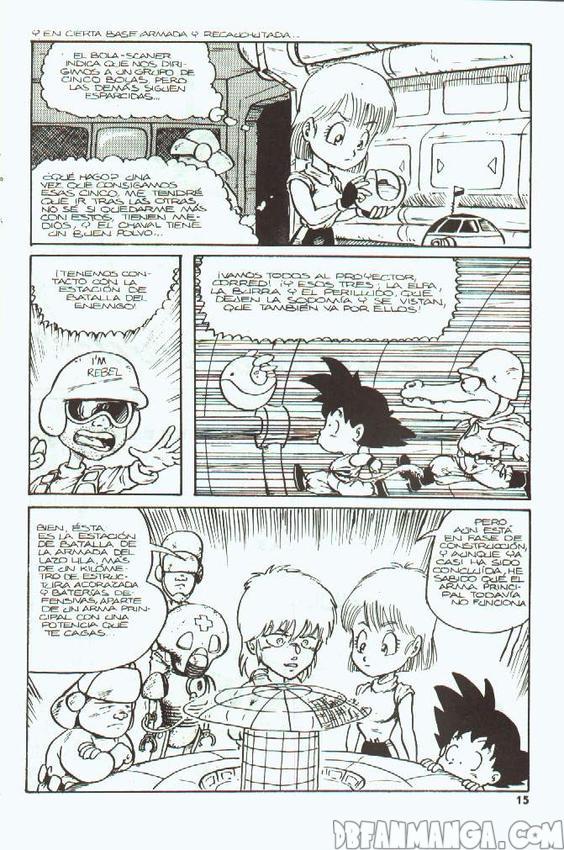 Y EN CIERTA BASE ARMADA Y RECAUCHUTADA...
EL BOLA-SCANER
INDICA QUE NOS DIRI-
GIMOS A UN GRUPO DE
CINCO BOLAS, PERO
LAS DEMÁS SIGUEN
ESPARCIDAS...
¿QUÉ HAGO? UNA
VEZ QUE CONSIGAMOS
ESAS CINCO, ME TENDRÉ
QUE IR TRAS LAS OTRAS.
NO SÉ SI QUEDARME MÁS
CON ESTOS, TIENEN ME-
DIOS, Y EL CHAVAL TIENE
UN BUEN POLVO...
¡TENEMOS CON-
TACTO CON LA
ESTACIÓN DE
BATALLA DEL
ENEMIGO!
I'M
REBEL
¡VAMOS TODOS AL PROYECTOR,
CORRED! ¡Y ESOS TRES; LA ELFA,
LA BURRA Y EL PERILLUDO, QUE
DEJEN LA SODOMÍA Y SE VISTAN,
QUE TAMBIÉN VA POR ELLOS!
BIEN, ÉSTA
ES LA ESTACIÓN
DE BATALLA DE
LA ARMADA DEL
LAZO LILA. MÁS
DE UN KILÓME-
TRO DE ESTRUC-
TURA ACORAZADA
Y BATERÍAS DE-
FENSIVAS, APARTE
DE UN ARMA PRIN-
CIPAL CON UNA
POTENCIA QUE
TE CAGAS...
PERO
AÚN ESTÁ
EN FASE DE
CONSTRUCCIÓN,
Y AUNQUE YA
CASI HA SIDO
CONCLUÍDA, HE
SABIDO QUE EL
ARMA PRINCI-
PAL TODAVÍA
NO FUNCIONA
15
DBFANMANGA.COM